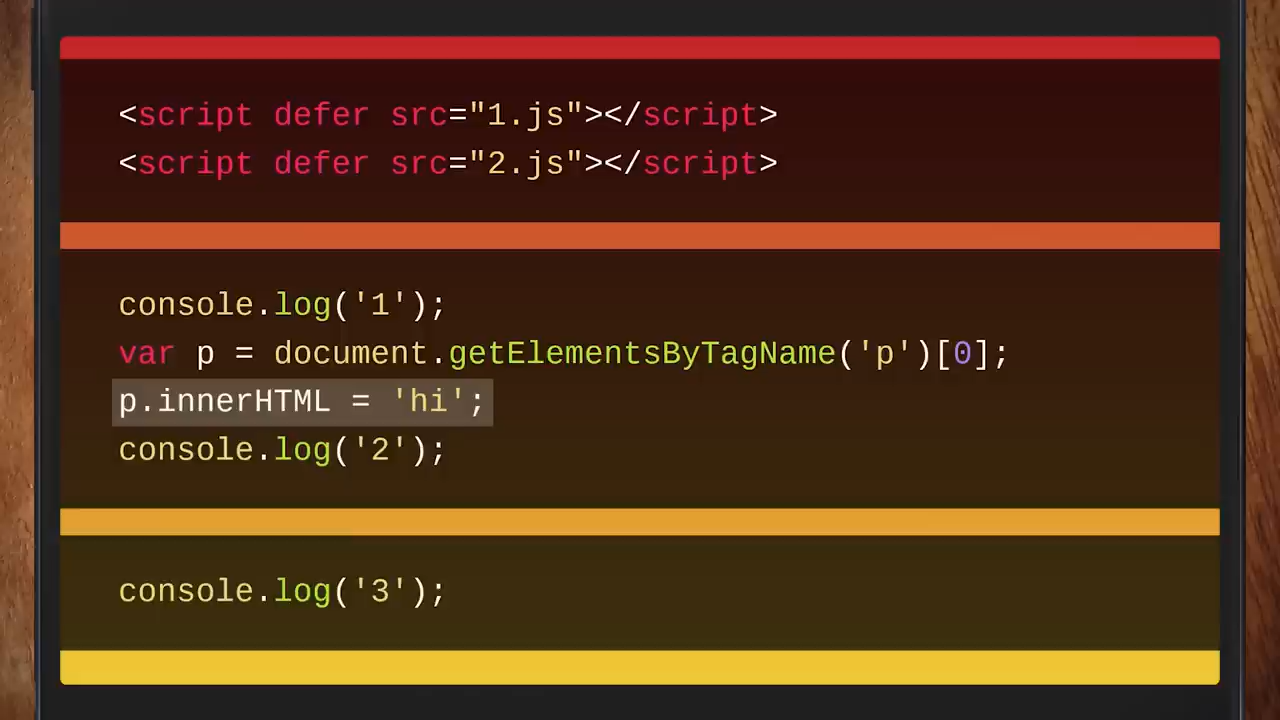 <script defer src="1.js"></script>
<script defer src="2.js"></script>
console.log('1');
var p = document.getElementsByTagName('p')[0];
p.innerHTML = 'hi';
console.log('2');
console.log('3');